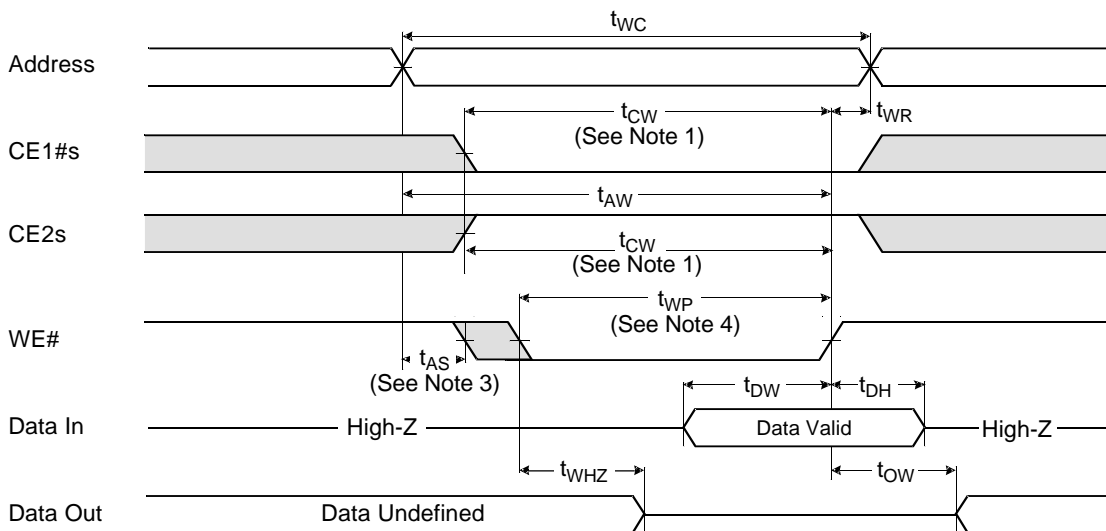 tWC
Address
tCW
(See Note 1)
tWR
CE1#s
tAW
CE2s
tCW
(See Note 1)
tWP
(See Note 4)
WE#
tAS
(See Note 3)
tDW
tDH
Data In
High-Z
Data Valid
High-Z
tWHZ
tOW
Data Out
Data Undefined